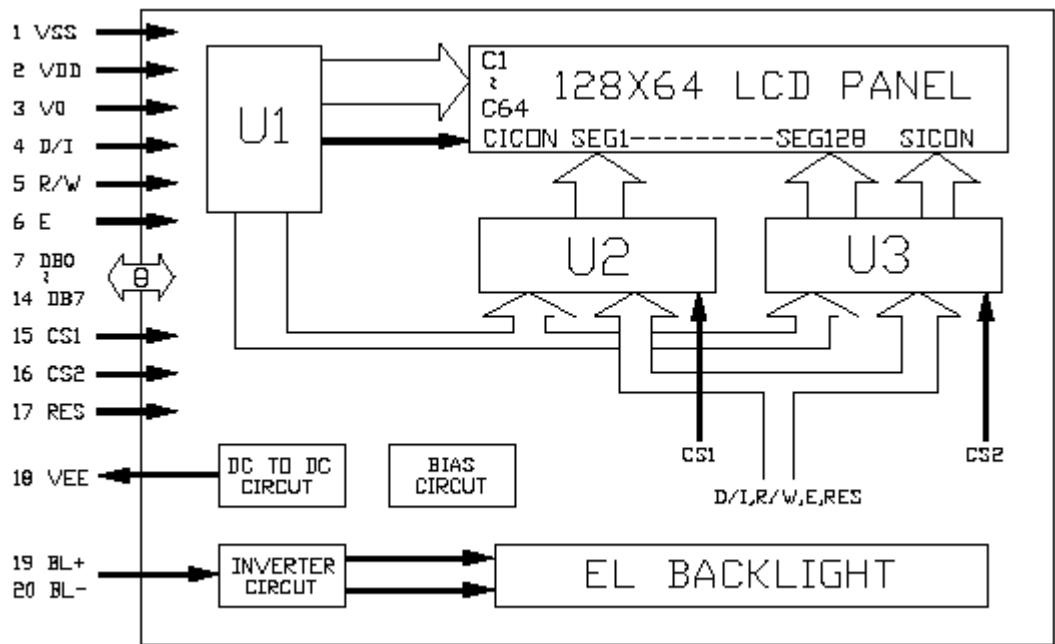 1 VSS
2 VDD
3 V0
4 D/I
5 R/W
6 E
7 DB0
~
14 DB7
8
15 CS1
16 CS2
17 RES
18 VEE
19 BL+
20 BL-
U1
C1
~
C64
128X64 LCD PANEL
CICON SEG1---------SEG128 SICON
U2
U3
CS1
CS2
D/I,R/W,E,RES
DC TO DC
CIRCUT
BIAS
CIRCUT
INVERTER
CIRCUT
EL BACKLIGHT